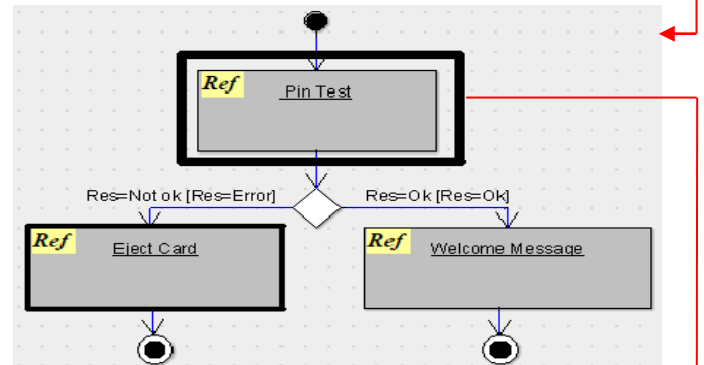 Ref Pin Test
Res=Not ok [Res=Error] Res=Ok [Res=Ok]
Ref Eject Card
Ref Welcome Message